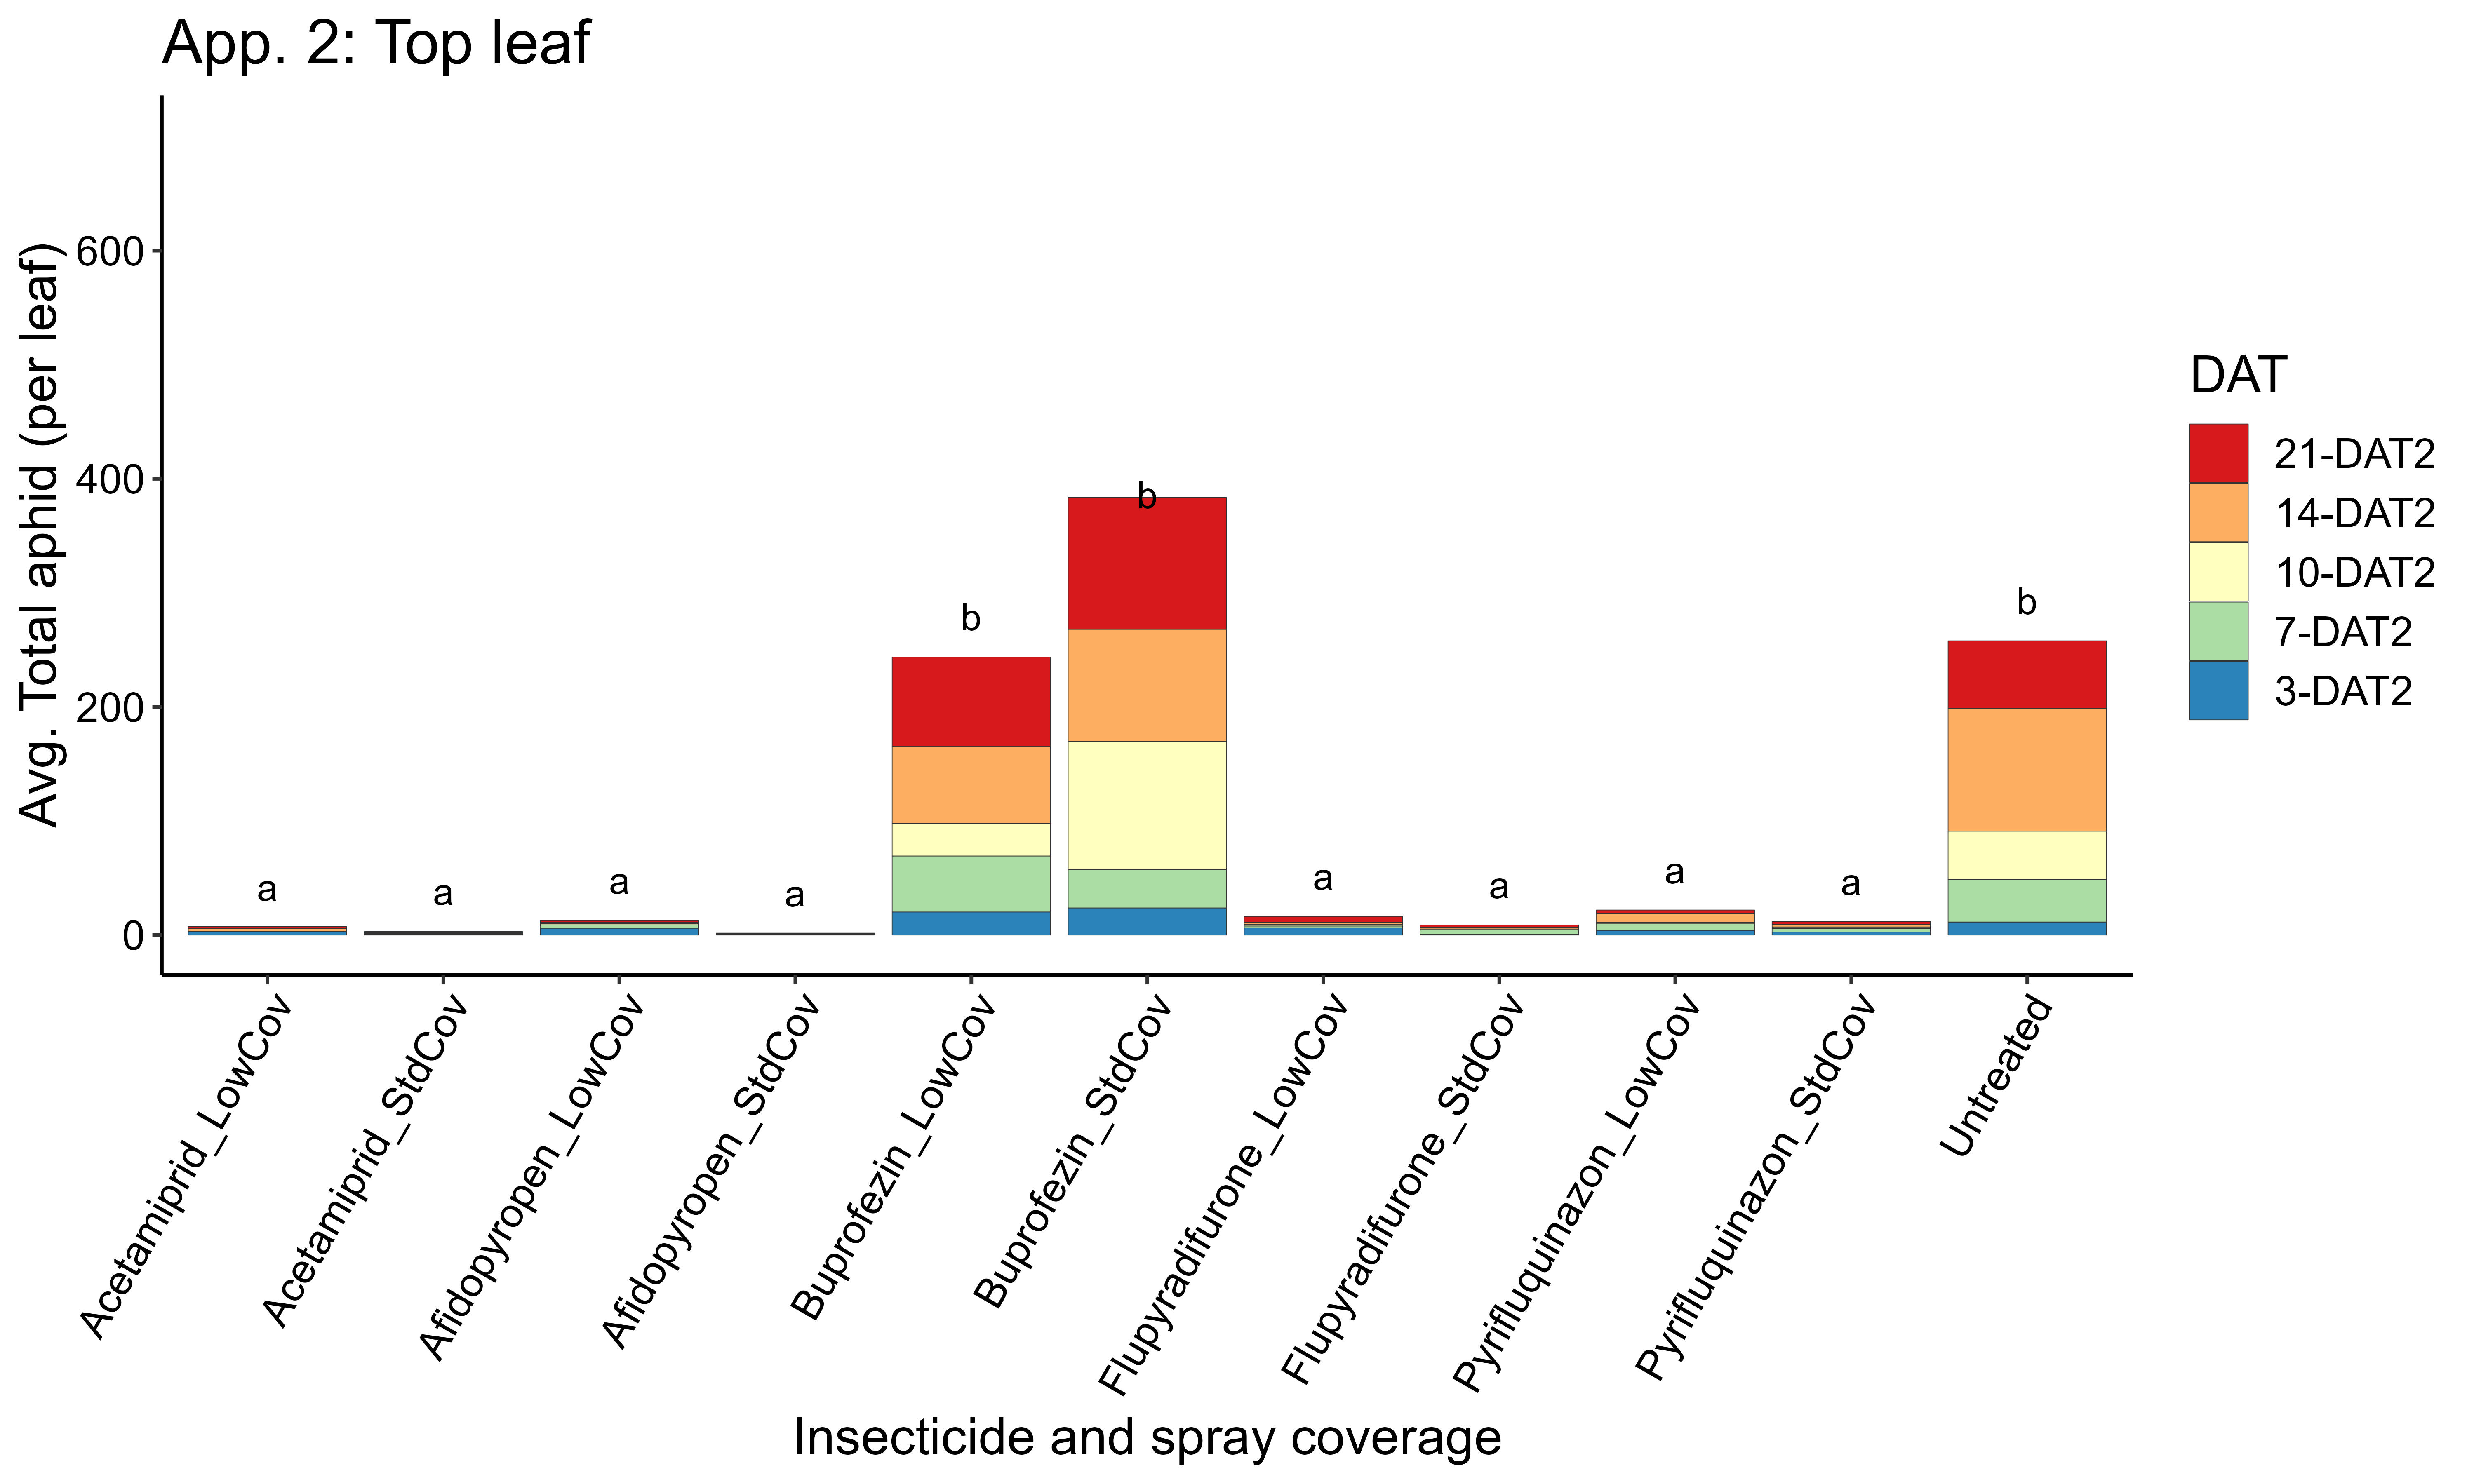 App. 2: Top leaf
Avg. Total aphid (per leaf)
600
400
200
0
a
a
a
a
b
b
a
a
a
a
b
Acetamiprid_LowCov
Acetamiprid_StdCov
Afidopyropen_LowCov
Afidopyropen_StdCov
Buprofezin_LowCov
Buprofezin_StdCov
Flupyradifurone_LowCov
Flupyradifurone_StdCov
Pyrifluquinazon_LowCov
Pyrifluquinazon_StdCov
Untreated
Insecticide and spray coverage
DAT
21-DAT2
14-DAT2
10-DAT2
7-DAT2
3-DAT2